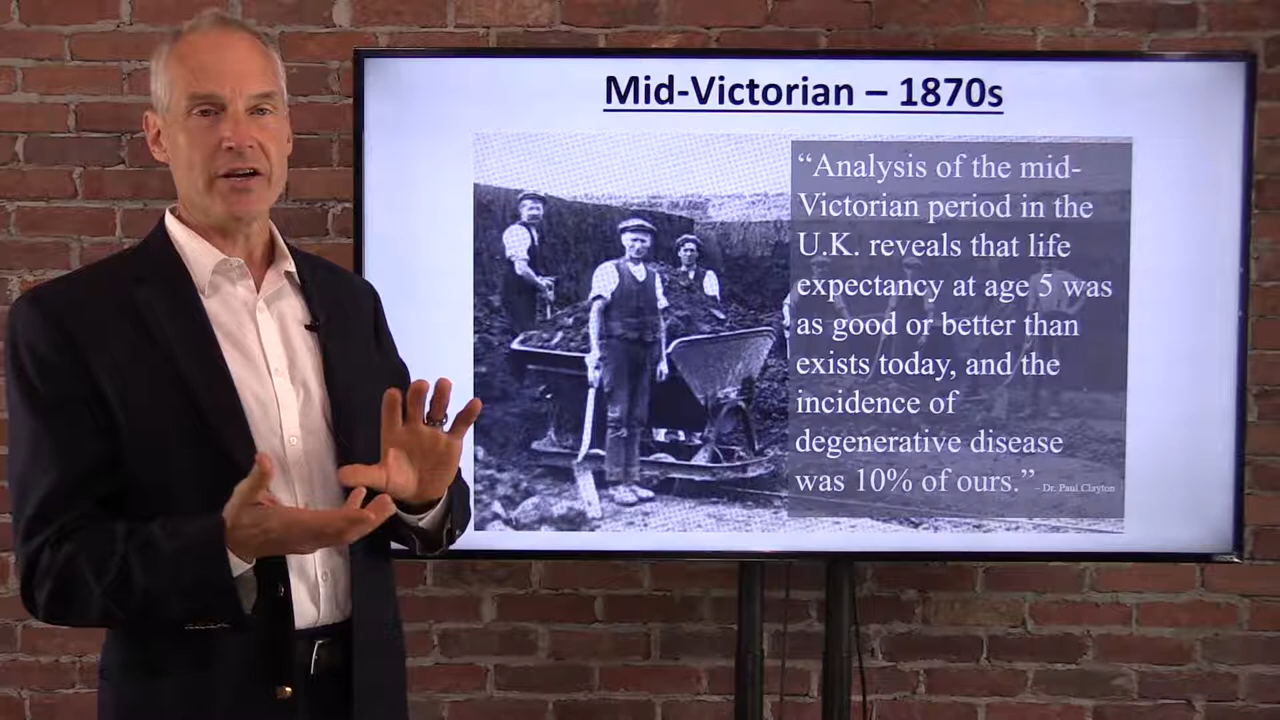 Mid-Victorian – 1870s
“Analysis of the mid-
Victorian period in the
U.K. reveals that life
expectancy at age 5 was
as good or better than
exists today, and the
incidence of
degenerative disease
was 10% of ours.” – Dr. Paul Clayton